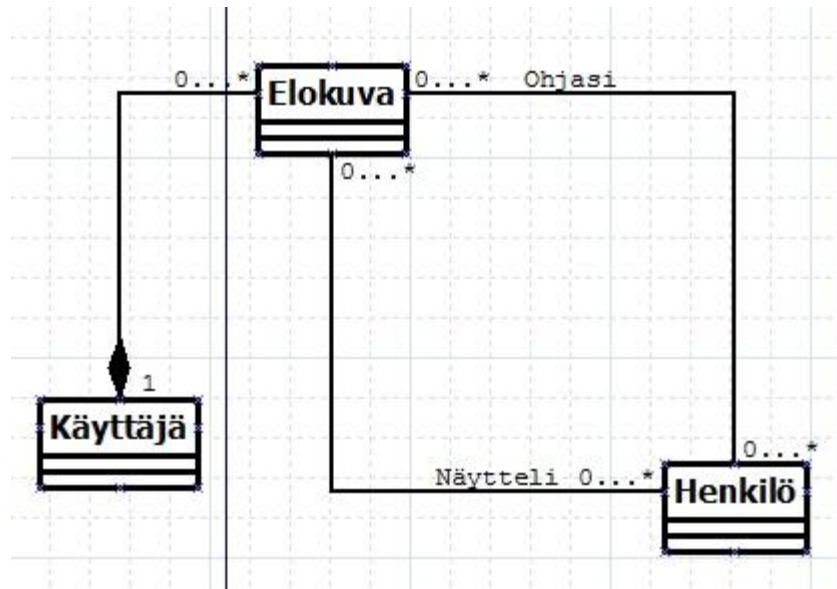 0...*
Elokuva
0...* Ohjasi
0...*
1
Käyttäjä
0...*
Näytteli 0...*
Henkilö